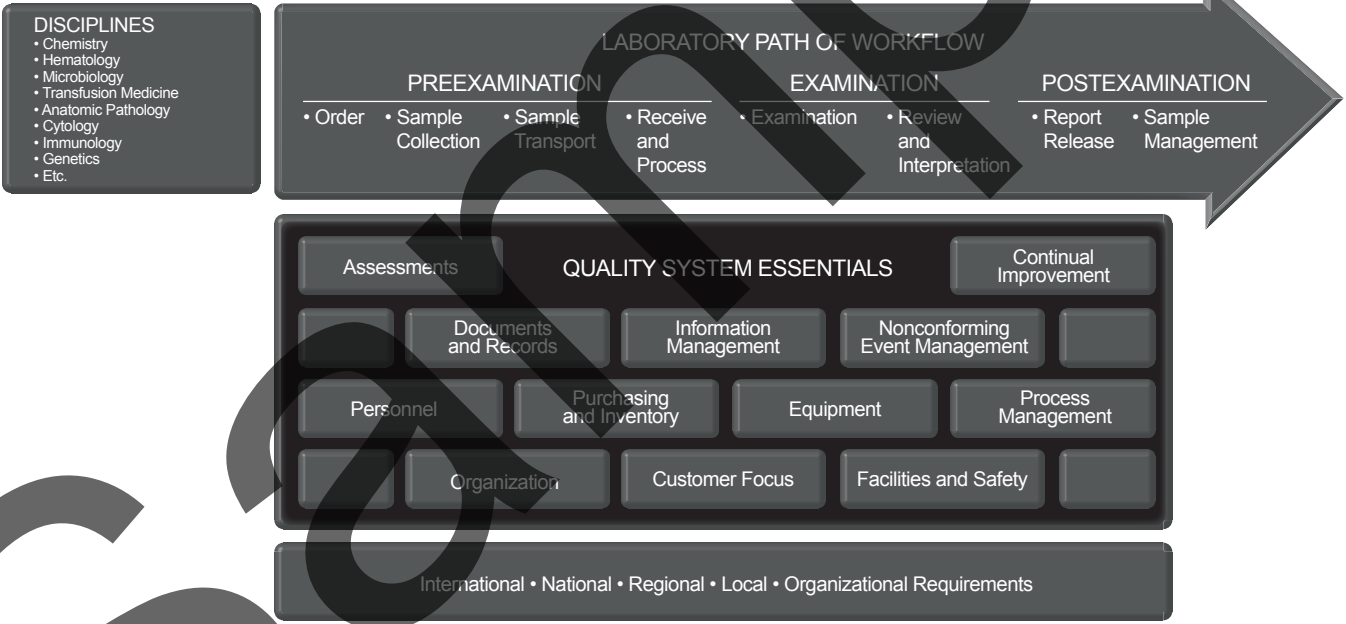 DISCIPLINES
• Chemistry
• Hematology
• Microbiology
• Transfusion Medicine
• Anatomic Pathology
• Cytology
• Immunology
• Genetics
• Etc.
LABORATORY PATH OF WORKFLOW
PREEXAMINATION
• Order
• Sample
Collection
• Sample
Transport
• Receive
and
Process
EXAMINATION
• Examination
• Review
and
Interpretation
POSTEXAMINATION
• Report
Release
• Sample
Management
QUALITY SYSTEM ESSENTIALS
Assessments
Continual
Improvement
Documents
and Records
Information
Management
Nonconforming
Event Management
Personnel
Purchasing
and Inventory
Equipment
Process
Management
Organization
Customer Focus
Facilities and Safety
International • National • Regional • Local • Organizational Requirements